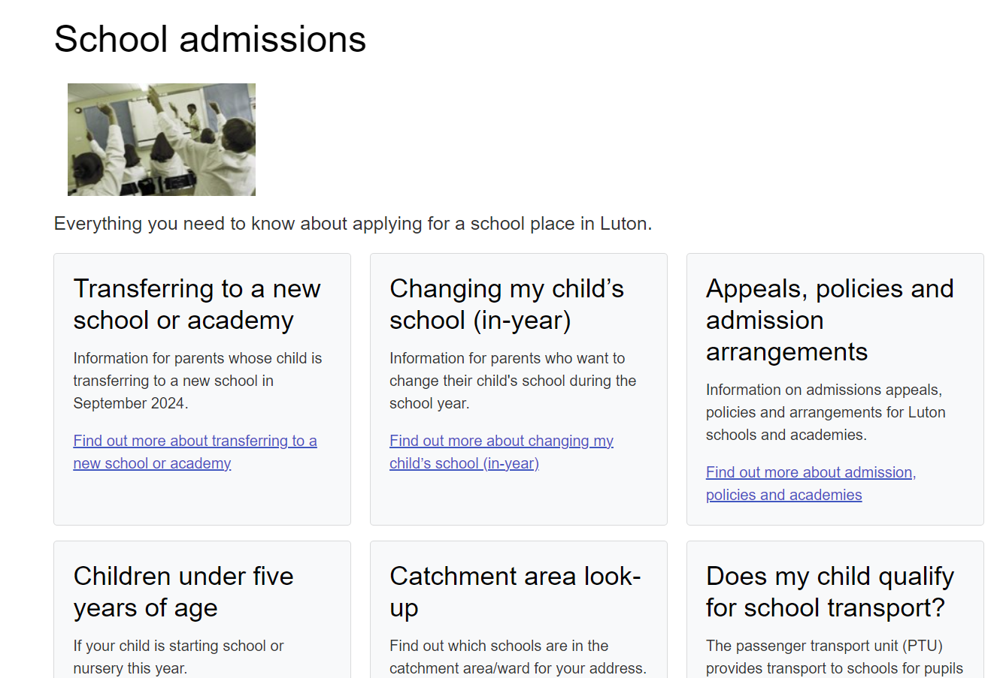 School admissions
Everything you need to know about applying for a school place in Luton.
Transferring to a new
school or academy
Information for parents whose child is
transferring to a new school in
September 2024.
Find out more about transferring to a
new school or academy
Changing my child’s
school (in-year)
Information for parents who want to
change their child's school during the
school year.
Find out more about changing my
child’s school (in-year)
Appeals, policies and
admission
arrangements
Information on admissions appeals,
policies and arrangements for Luton
schools and academies.
Find out more about admission,
policies and academies
Children under five
years of age
If your child is starting school or
nursery this year.
Catchment area look-
up
Find out which schools are in the
catchment area/ward for your address.
Does my child qualify
for school transport?
The passenger transport unit (PTU)
provides transport to schools for pupils